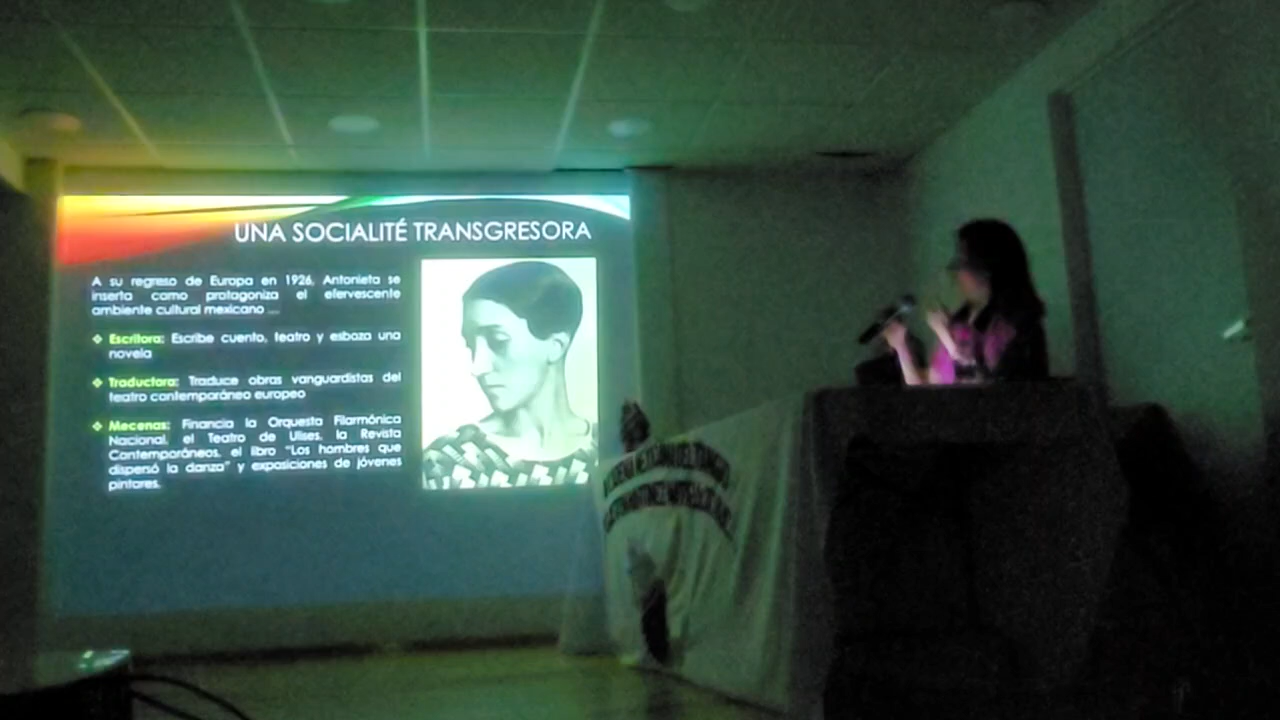 UNA SOCIALITÉ TRANSGRESORA
A su regreso de Europa en 1926, Antonieta se
inserta como protagoniza el efervescente
ambiente cultural mexicano ...
Escritora: Escribe cuento, teatro y esboza una
novela
Traductora: Traduce obras vanguardistas del
teatro contemporáneo europeo
Mecenas: Financia la Orquesta Filarmónica
Nacional, el Teatro de Ulises, la Revista
Contemporáneos, el libro "Los hombres que
dispersó la danza" y exposiciones de jóvenes
pintores.